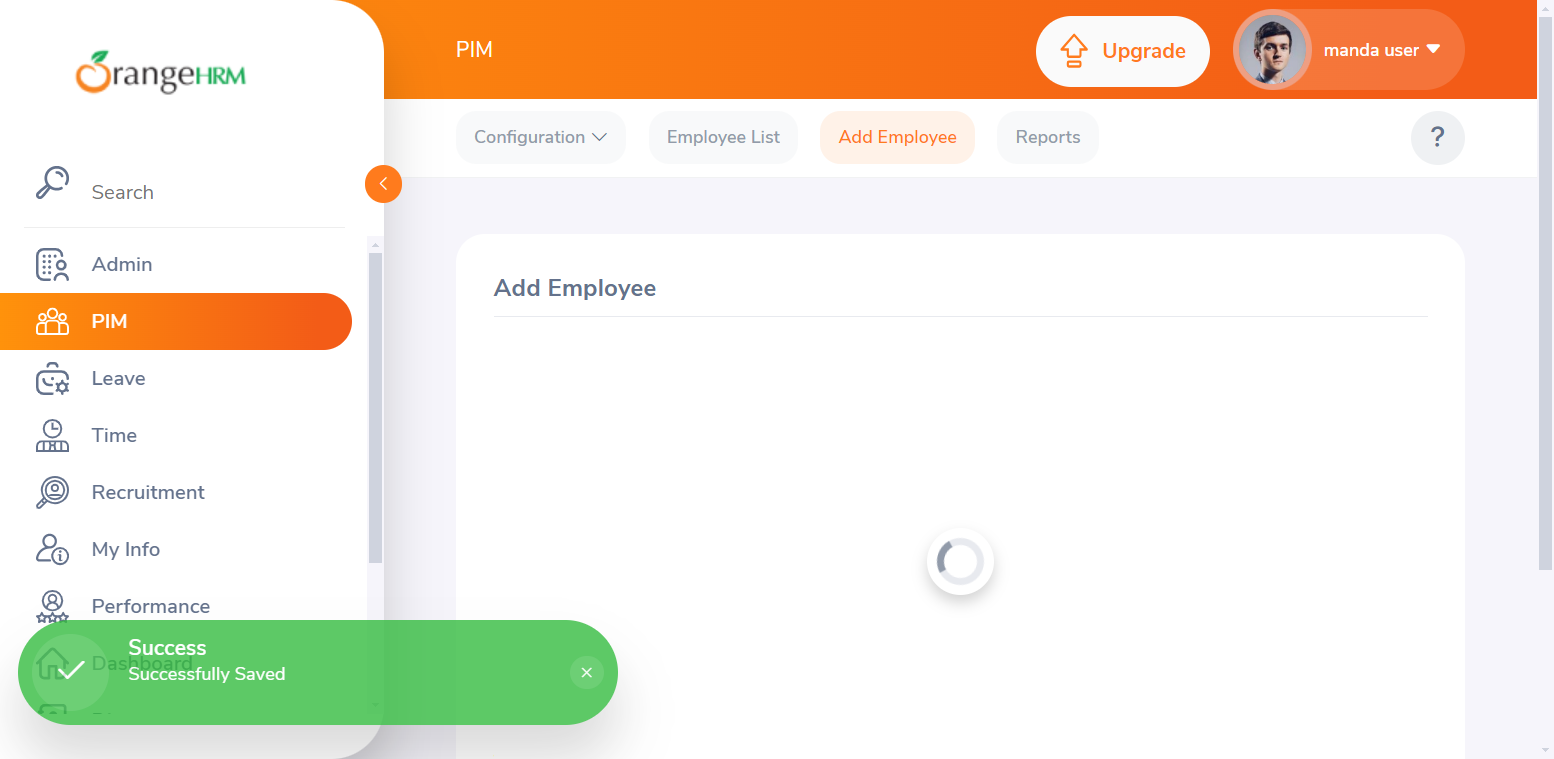 OrangeHRM
PIM
Upgrade
manda user
Configuration
Employee List
Add Employee
Reports
?
Search
Admin
PIM
Leave
Time
Recruitment
My Info
Performance
Dashboard
Add Employee
Success
Successfully Saved